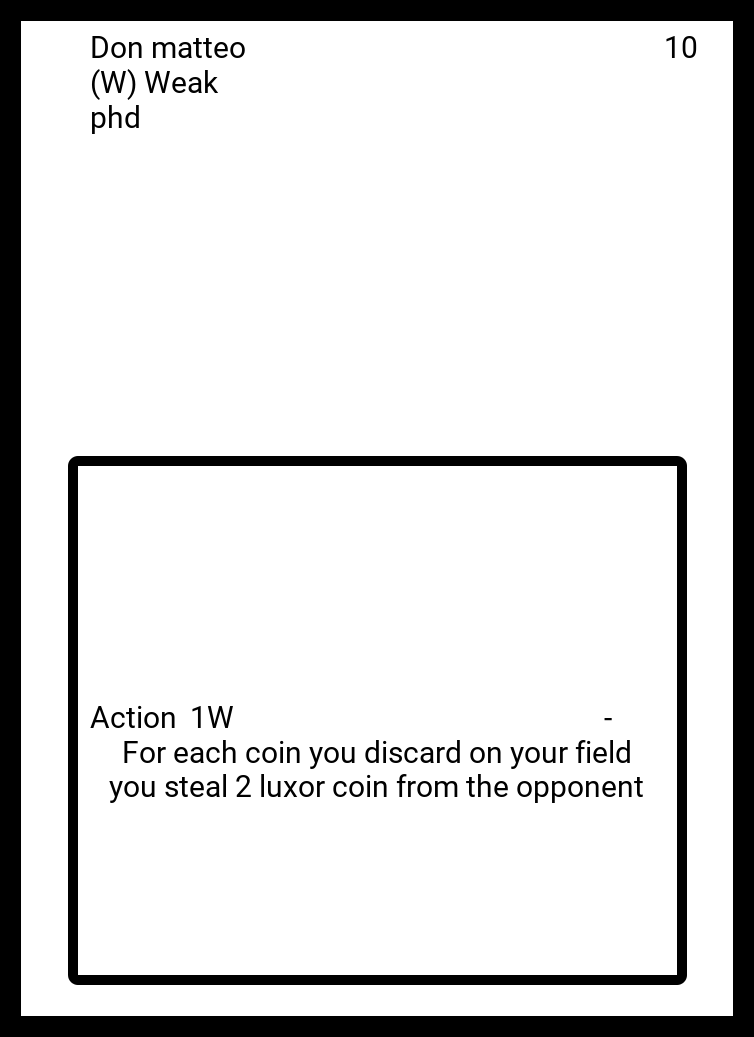 Don matteo 10
(W) Weak
phd
Action 1W -
For each coin you discard on your field
you steal 2 luxor coin from the opponent